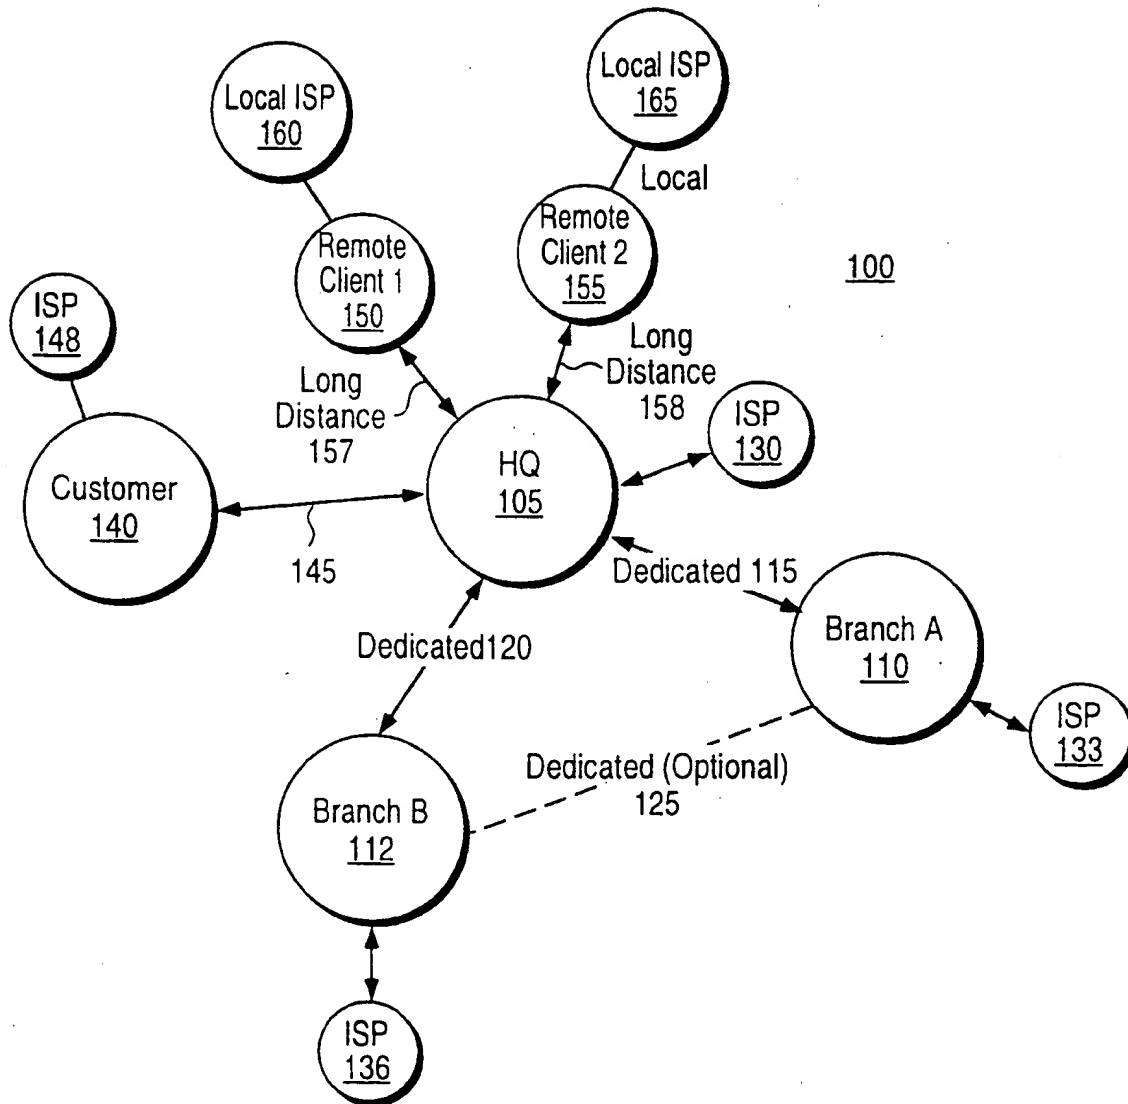 Local ISP
160
Local ISP
165
Local
Remote
Client 1
150
Remote
Client 2
155
100
ISP
148
Long
Distance
157
Long
Distance
158
ISP
130
Customer
140
HQ
105
145
Dedicated 115
Branch A
110
Dedicated120
ISP
133
Dedicated (Optional)
125
Branch B
112
ISP
136